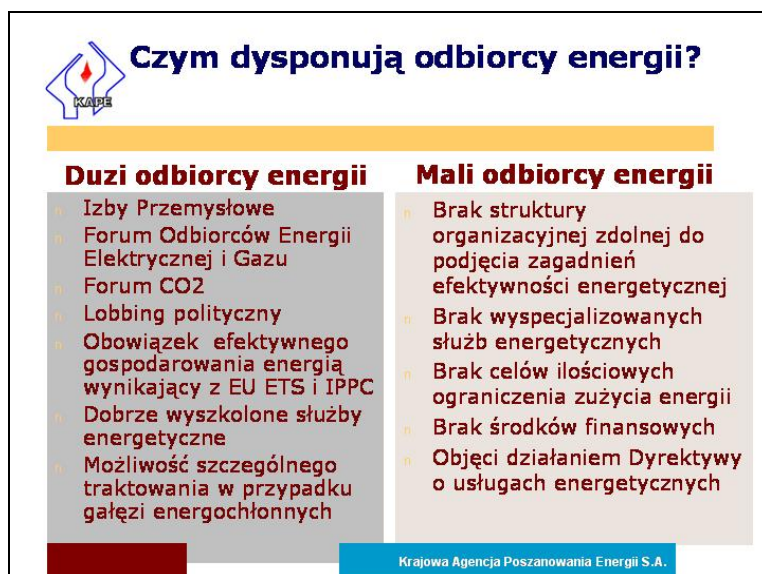 Czym dysponują odbiorcy energii?
KAPE
Duzi odbiorcy energii
n Izby Przemysłowe
n Forum Odbiorców Energii
Elektrycznej i Gazu
n Forum CO2
n Lobbing polityczny
n Obowiązek efektywnego
gospodarowania energią
wynikający z EU ETS i IPPC
n Dobrze wyszkolone służby
energetyczne
n Możliwość szczególnego
traktowania w przypadku
gałęzi energochłonnych
Mali odbiorcy energii
n Brak struktury
organizacyjnej zdolnej do
podjęcia zagadnień
efektywności energetycznej
n Brak wyspecjalizowanych
służb energetycznych
n Brak celów ilościowych
ograniczenia zużycia energii
n Brak środków finansowych
n Objęci działaniem Dyrektywy
o usługach energetycznych
Krajowa Agencja Poszanowania Energii S.A.